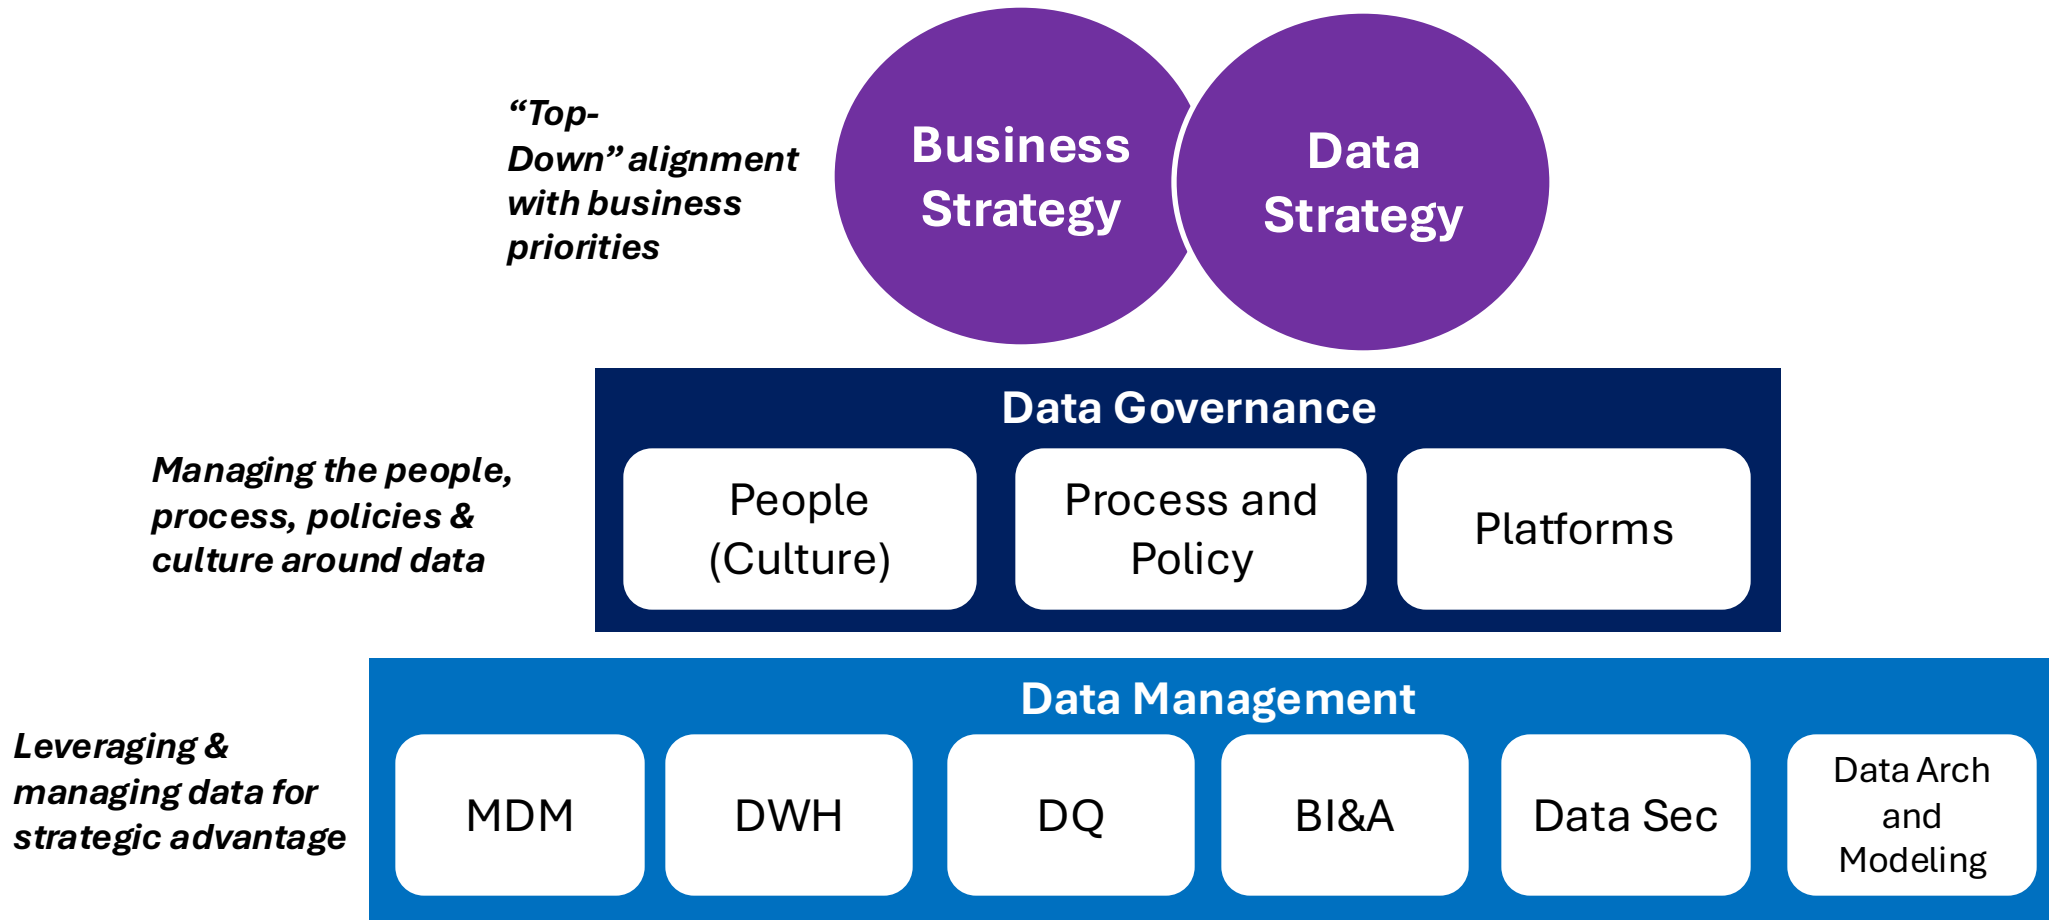 “Top-
Down” alignment
with business
priorities
Business
Strategy
Data
Strategy
Managing the people,
process, policies &
culture around data
Data Governance
People
(Culture)
Process and
Policy
Platforms
Leveraging &
managing data for
strategic advantage
Data Management
MDM
DWH
DQ
BI&A
Data Sec
Data Arch
and
Modeling